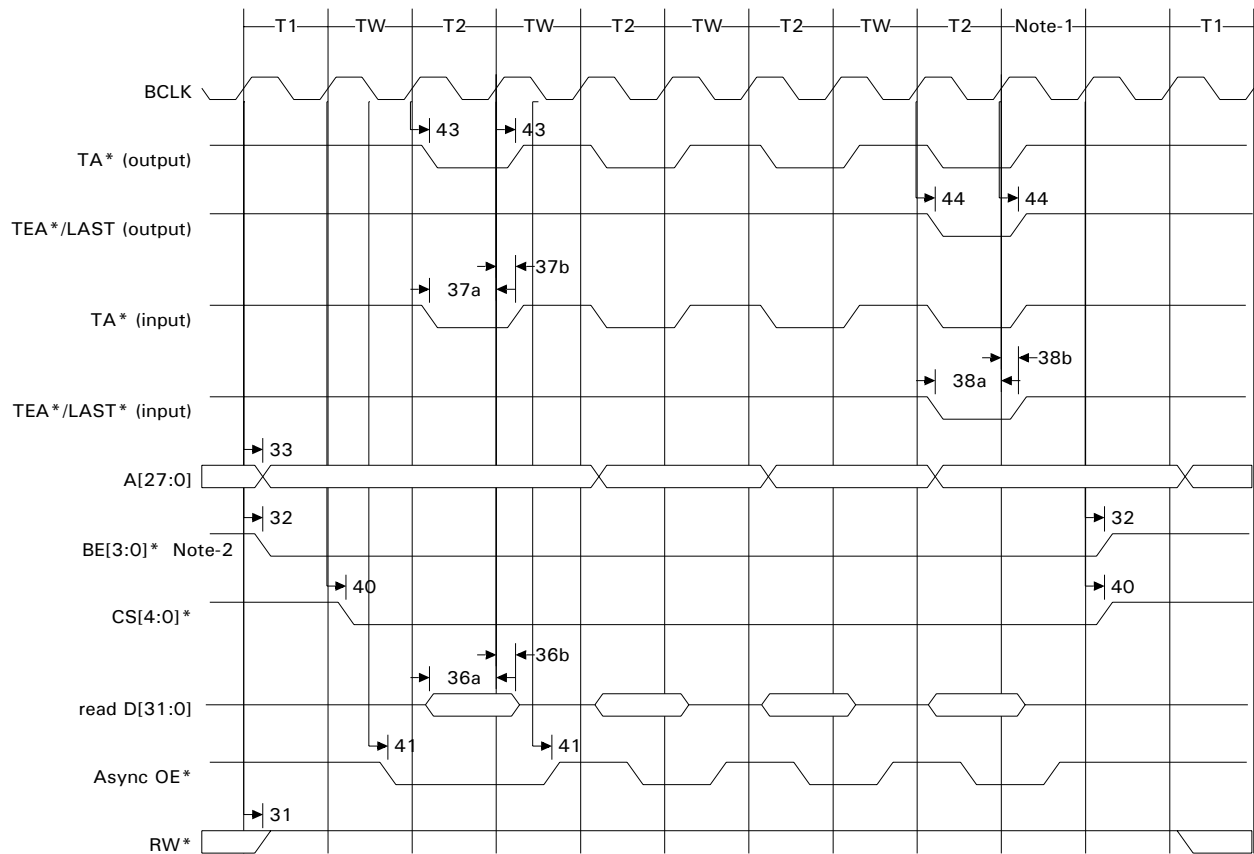 T1 TW T2 TW T2 TW T2 TW T2 Note-1 T1
BCLK
43 43
TA* (output)
44 44
TEA*/LAST (output)
37b
37a
TA* (input)
38b
38a
TEA*/LAST* (input)
33
A[27:0]
32 32
BE[3:0]* Note-2
40 40
CS[4:0]*
36b
36a
read D[31:0]
41 41
Async OE*
31
RW*